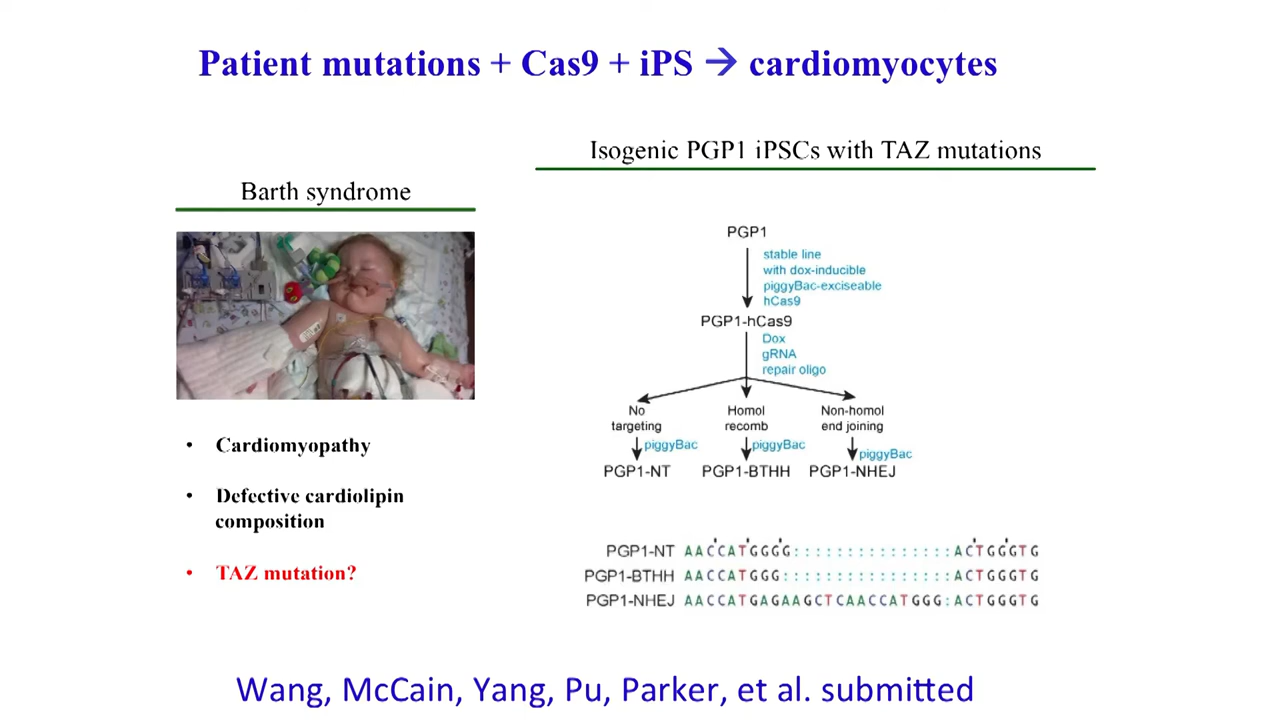 Patient mutations + Cas9 + iPS → cardiomyocytes
Barth syndrome
• Cardiomyopathy
• Defective cardiolipin
composition
• TAZ mutation?
Isogenic PGP1 iPSCs with TAZ mutations
PGP1
stable line
with dox-inducible
piggyBac-exciseable
hCas9
PGP1-hCas9
Dox
gRNA
repair oligo
No
targeting
piggyBac
PGP1-NT
Homol
recomb
piggyBac
PGP1-BTHH
Non-homol
end joining
piggyBac
PGP1-NHEJ
PGP1-NT AACCATGGGG:::::::::::::::ACTGGGTG
PGP1-BTHH AACCATGGG::::::::::::::::ACTGGGTG
PGP1-NHEJ AACCATGAGAAGCTCAACCATGGG:ACTGGGTG
Wang, McCain, Yang, Pu, Parker, et al. submitted